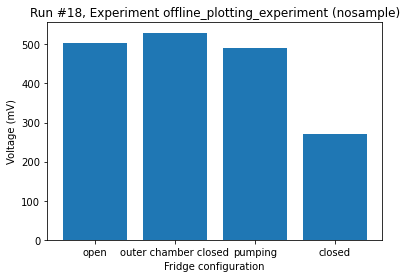 Run #18, Experiment offline_plotting_experiment (nosample)
500
400
300
200
100
0
Voltage (mV)
open outer chamber closed pumping closed
Fridge configuration